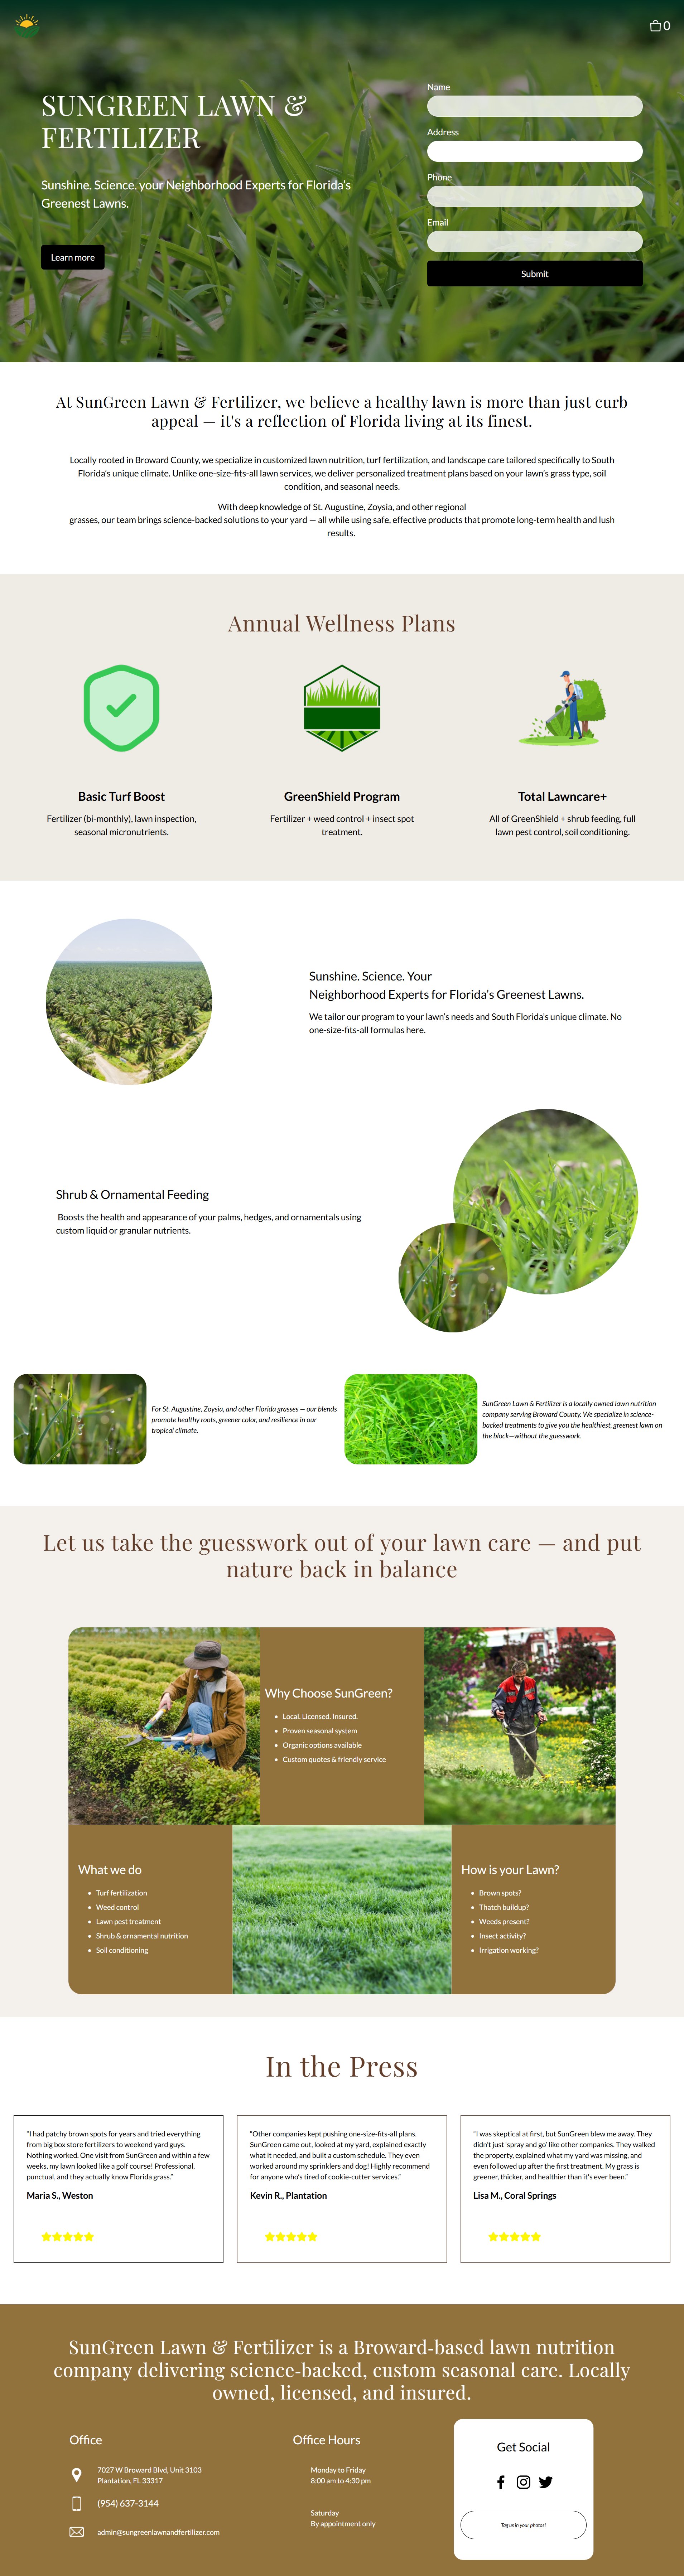 0
SUNGREEN LAWN &
FERTILIZER
Sunshine. Science. your Neighborhood Experts for Florida's
Greenest Lawns.
Learn more
Name
Address
Phone
Email
Submit
At SunGreen Lawn & Fertilizer, we believe a healthy lawn is more than just curb
appeal — it's a reflection of Florida living at its finest.
Locally rooted in Broward County, we specialize in customized lawn nutrition, turf fertilization, and landscape care tailored specifically to South
Florida's unique climate. Unlike one-size-fits-all lawn services, we deliver personalized treatment plans based on your lawn's grass type, soil
condition, and seasonal needs.
With deep knowledge of St. Augustine, Zoysia, and other regional
grasses, our team brings science-backed solutions to your yard — all while using safe, effective products that promote long-term health and lush
results.
Annual Wellness Plans
Basic Turf Boost
Fertilizer (bi-monthly), lawn inspection,
seasonal micronutrients.
GreenShield Program
Fertilizer + weed control + insect spot
treatment.
Total Lawncare+
All of GreenShield + shrub feeding, full
lawn pest control, soil conditioning.
Sunshine. Science. Your
Neighborhood Experts for Florida's Greenest Lawns.
We tailor our program to your lawn's needs and South Florida's unique climate. No
one-size-fits-all formulas here.
Shrub & Ornamental Feeding
Boosts the health and appearance of your palms, hedges, and ornamentals using
custom liquid or granular nutrients.
For St. Augustine, Zoysia, and other Florida grasses — our blends
promote healthy roots, greener color, and resilience in our
tropical climate.
SunGreen Lawn & Fertilizer is a locally owned lawn nutrition
company serving Broward County. We specialize in science-
backed treatments to give you the healthiest, greenest lawn on
the block—without the guesswork.
Let us take the guesswork out of your lawn care — and put
nature back in balance
Why Choose SunGreen?
Local. Licensed. Insured.
Proven seasonal system
Organic options available
Custom quotes & friendly service
What we do
Turf fertilization
Weed control
Lawn pest treatment
Shrub & ornamental nutrition
Soil conditioning
How is your Lawn?
Brown spots?
Thatch buildup?
Weeds present?
Insect activity?
Irrigation working?
In the Press
"I had patchy brown spots for years and tried everything
from big box store fertilizers to weekend yard guys.
Nothing worked. One visit from SunGreen and within a few
weeks, my lawn looked like a golf course! Professional,
punctual, and they actually know Florida grass."
Maria S., Weston
"Other companies kept pushing one-size-fits-all plans.
SunGreen came out, looked at my yard, explained exactly
what it needed, and built a custom schedule. They even
worked around my sprinklers and dog! Highly recommend
for anyone who's tired of cookie-cutter services."
Kevin R., Plantation
"I was skeptical at first, but SunGreen blew me away. They
didn't just 'spray and go' like other companies. They walked
the property, explained what my yard was missing, and
even followed up after the first treatment. My grass is
greener, thicker, and healthier than it's ever been."
Lisa M., Coral Springs
SunGreen Lawn & Fertilizer is a Broward-based lawn nutrition
company delivering science-backed, custom seasonal care. Locally
owned, licensed, and insured.
Office
7027 W Broward Blvd, Unit 3103
Plantation, FL 33317
(954) 637-3144
admin@sungreenlawnandfertilizer.com
Office Hours
Monday to Friday
8:00 am to 4:30 pm
Saturday
By appointment only
Get Social
Tag us in your photos!